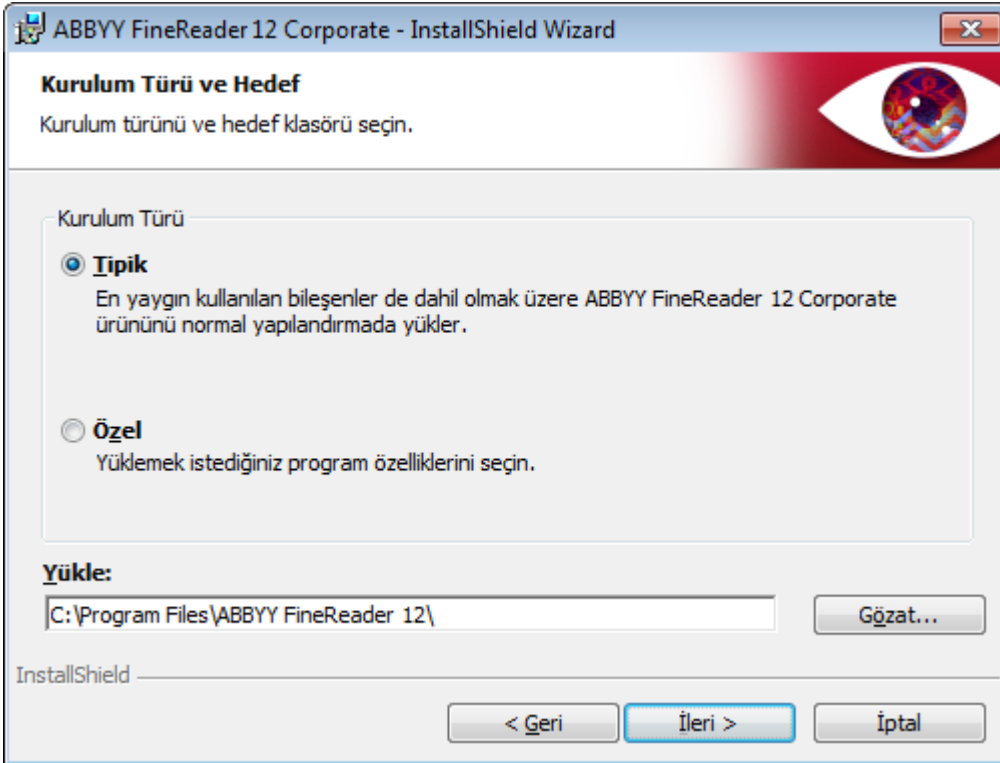 ABBYY FineReader 12 Corporate - InstallShield Wizard
Kurulum Türü ve Hedef
Kurulum türünü ve hedef klasörü seçin.
Kurulum Türü
Tipik
En yaygın kullanılan bileşenler de dahil olmak üzere ABBYY FineReader 12 Corporate
ürününü normal yapılandırmada yükler.
Özel
Yüklemek istediğiniz program özelliklerini seçin.
Yükle:
C:\Program Files\ABBYY FineReader 12\ Gözat...
InstallShield
< Geri İleri > İptal